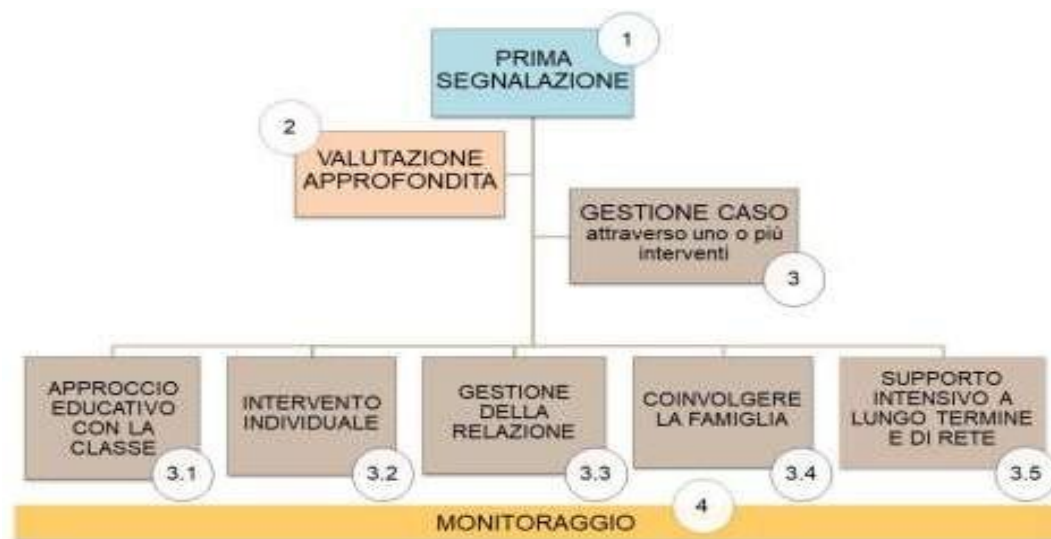 1
PRIMA
SEGNALAZIONE
2
VALUTAZIONE
APPROFONDITA
GESTIONE CASO
attraverso uno o più
interventi
3
APPROCCIO
EDUCATIVO
CON LA
CLASSE
3.1
INTERVENTO
INDIVIDUALE
3.2
GESTIONE
DELLA
RELAZIONE
3.3
COINVOLGERE
LA FAMIGLIA
3.4
SUPPORTO
INTENSIVO A
LUNGO TERMINE
E DI RETE
3.5
4
MONITORAGGIO